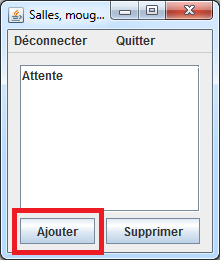 Salles, moug...
Déconnecter Quitter
Attente
Ajouter Supprimer